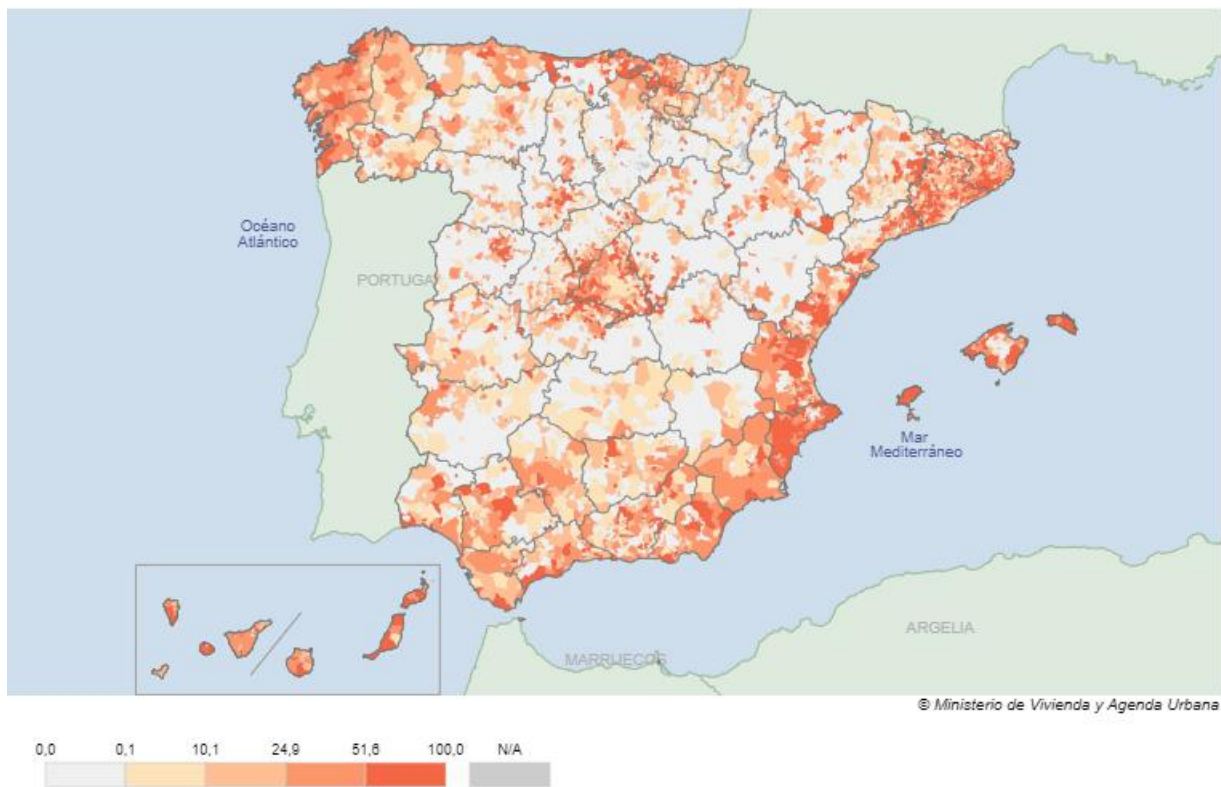 Océano
Atlántico
PORTUGAL
Mar
Mediterráneo
ARGELIA
MARRUECOS
© Ministerio de Vivienda y Agenda Urbana
0,0 0,1 10,1 24,9 51,6 100,0 N/A